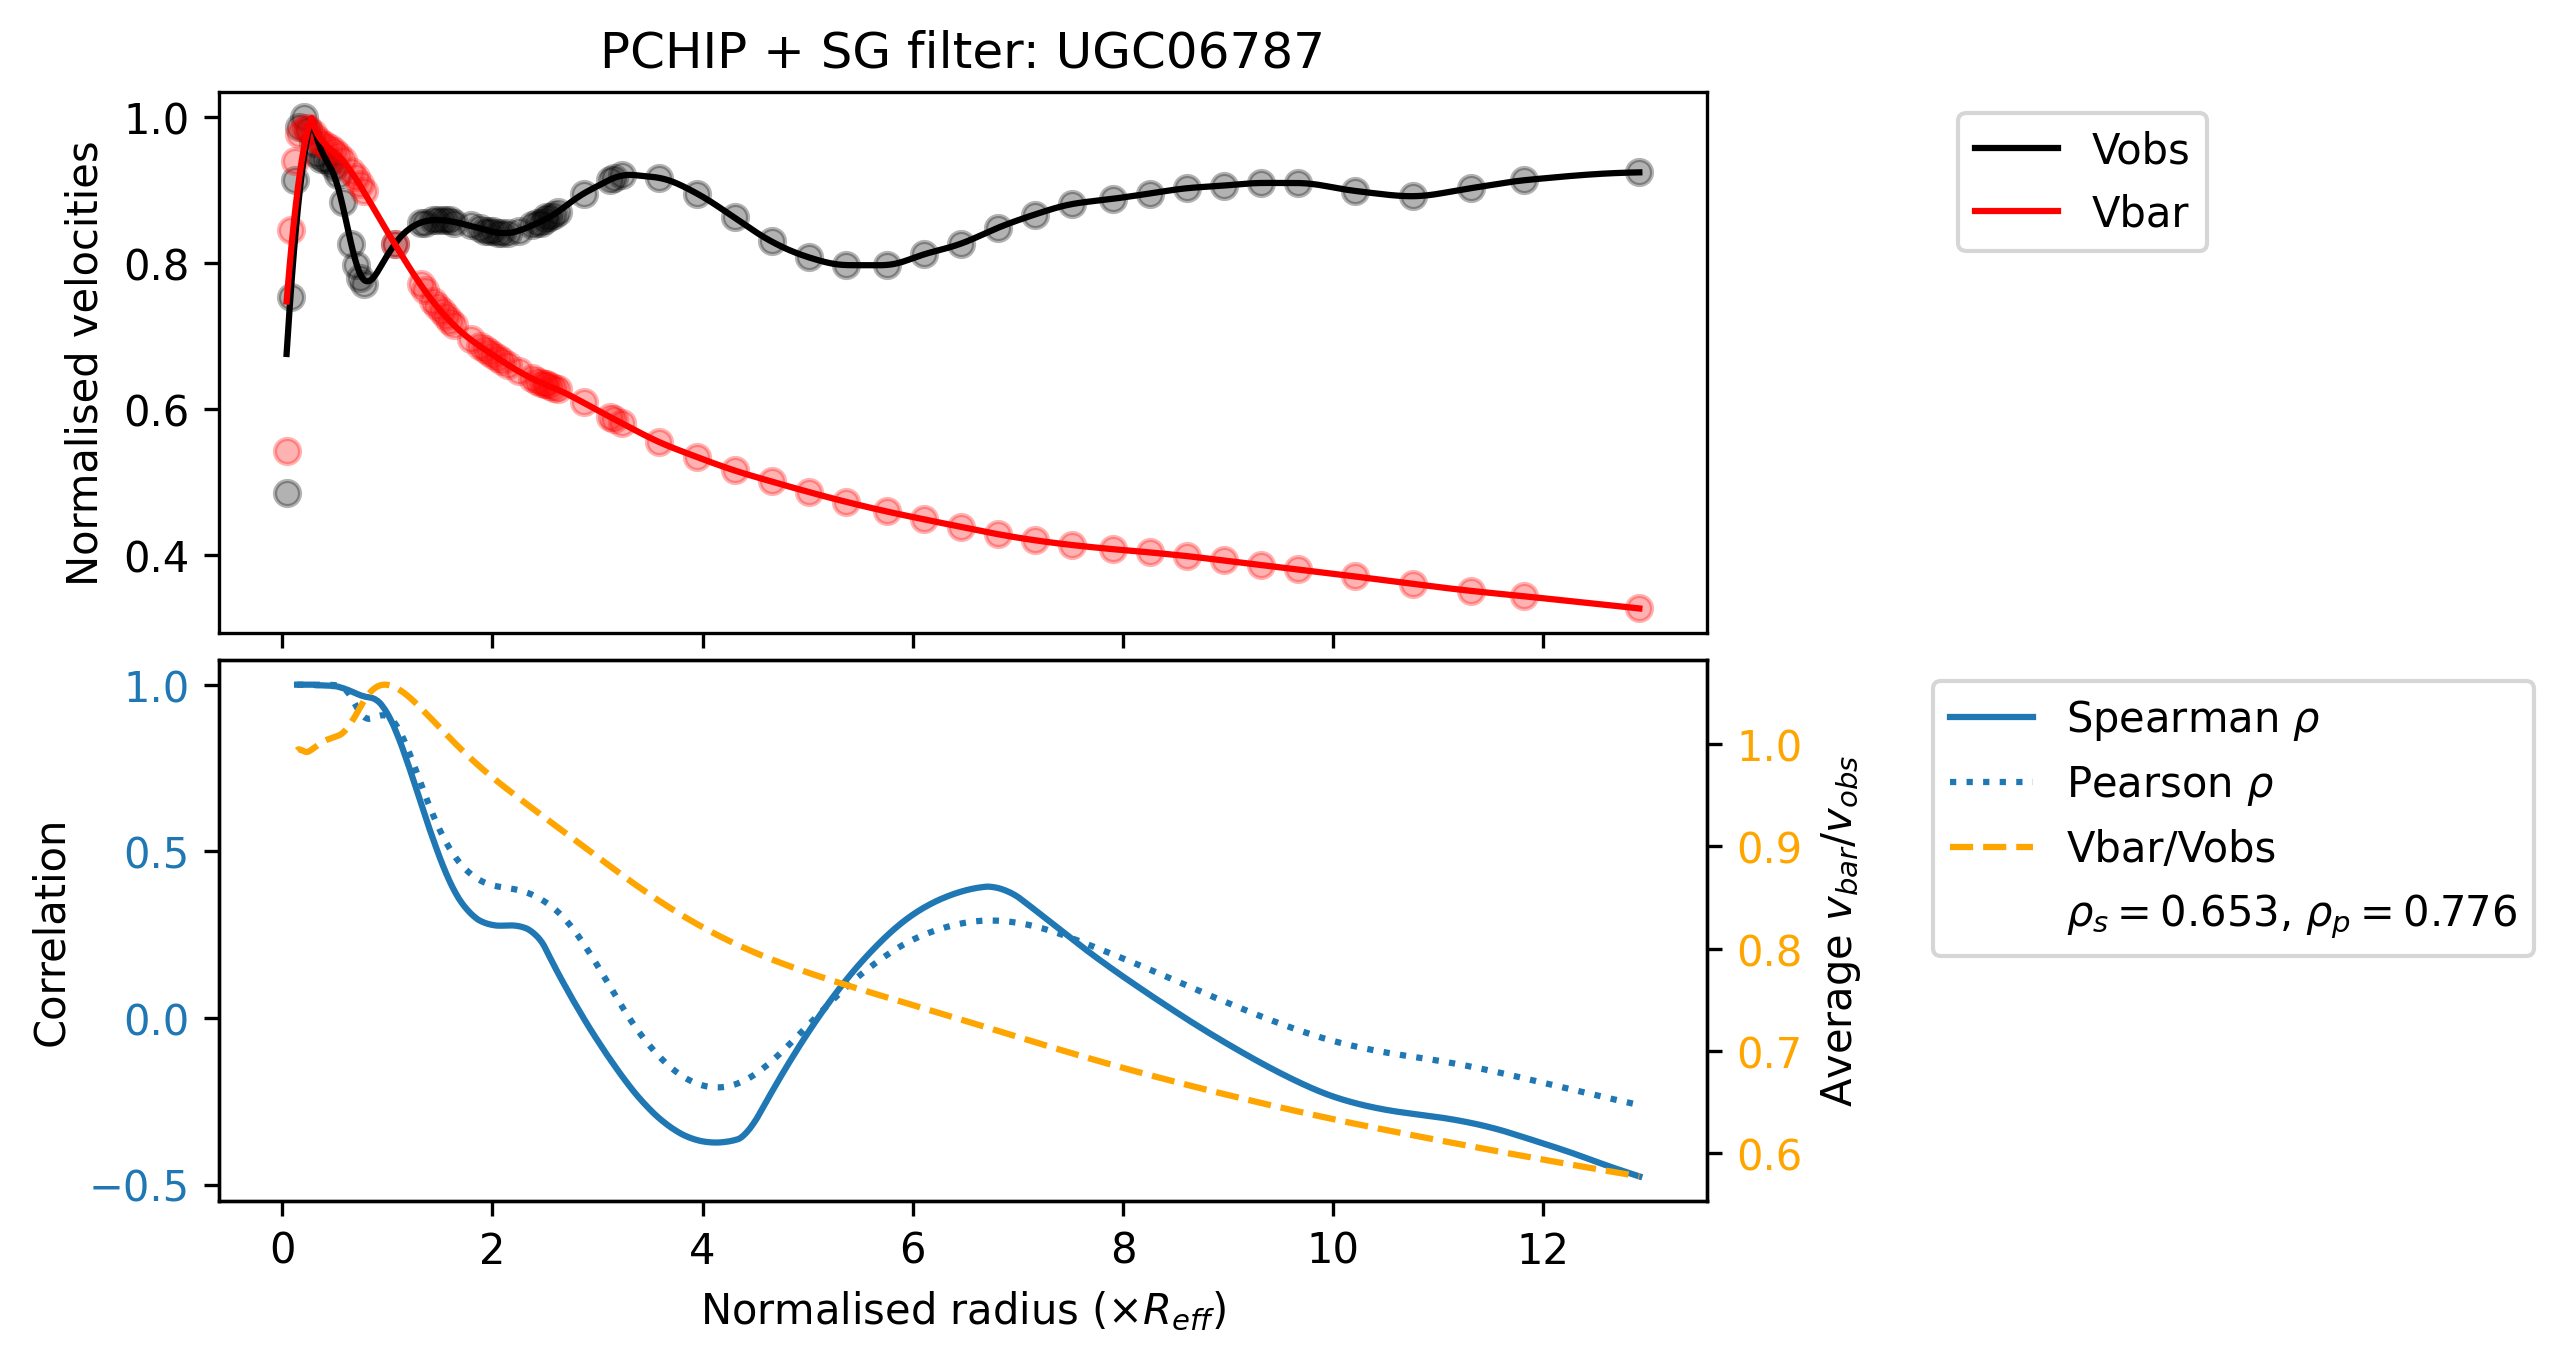 PCHIP + SG filter: UGC06787
Normalised velocities
1.0
0.8
0.6
0.4
Vobs
Vbar
Correlation
1.0
0.5
0.0
−0.5
1.0
0.9
0.8
0.7
0.6
Average v_bar/v_obs
Spearman ρ
Pearson ρ
Vbar/Vobs
ρ_s = 0.653, ρ_p = 0.776
0 2 4 6 8 10 12
Normalised radius (×R_eff)